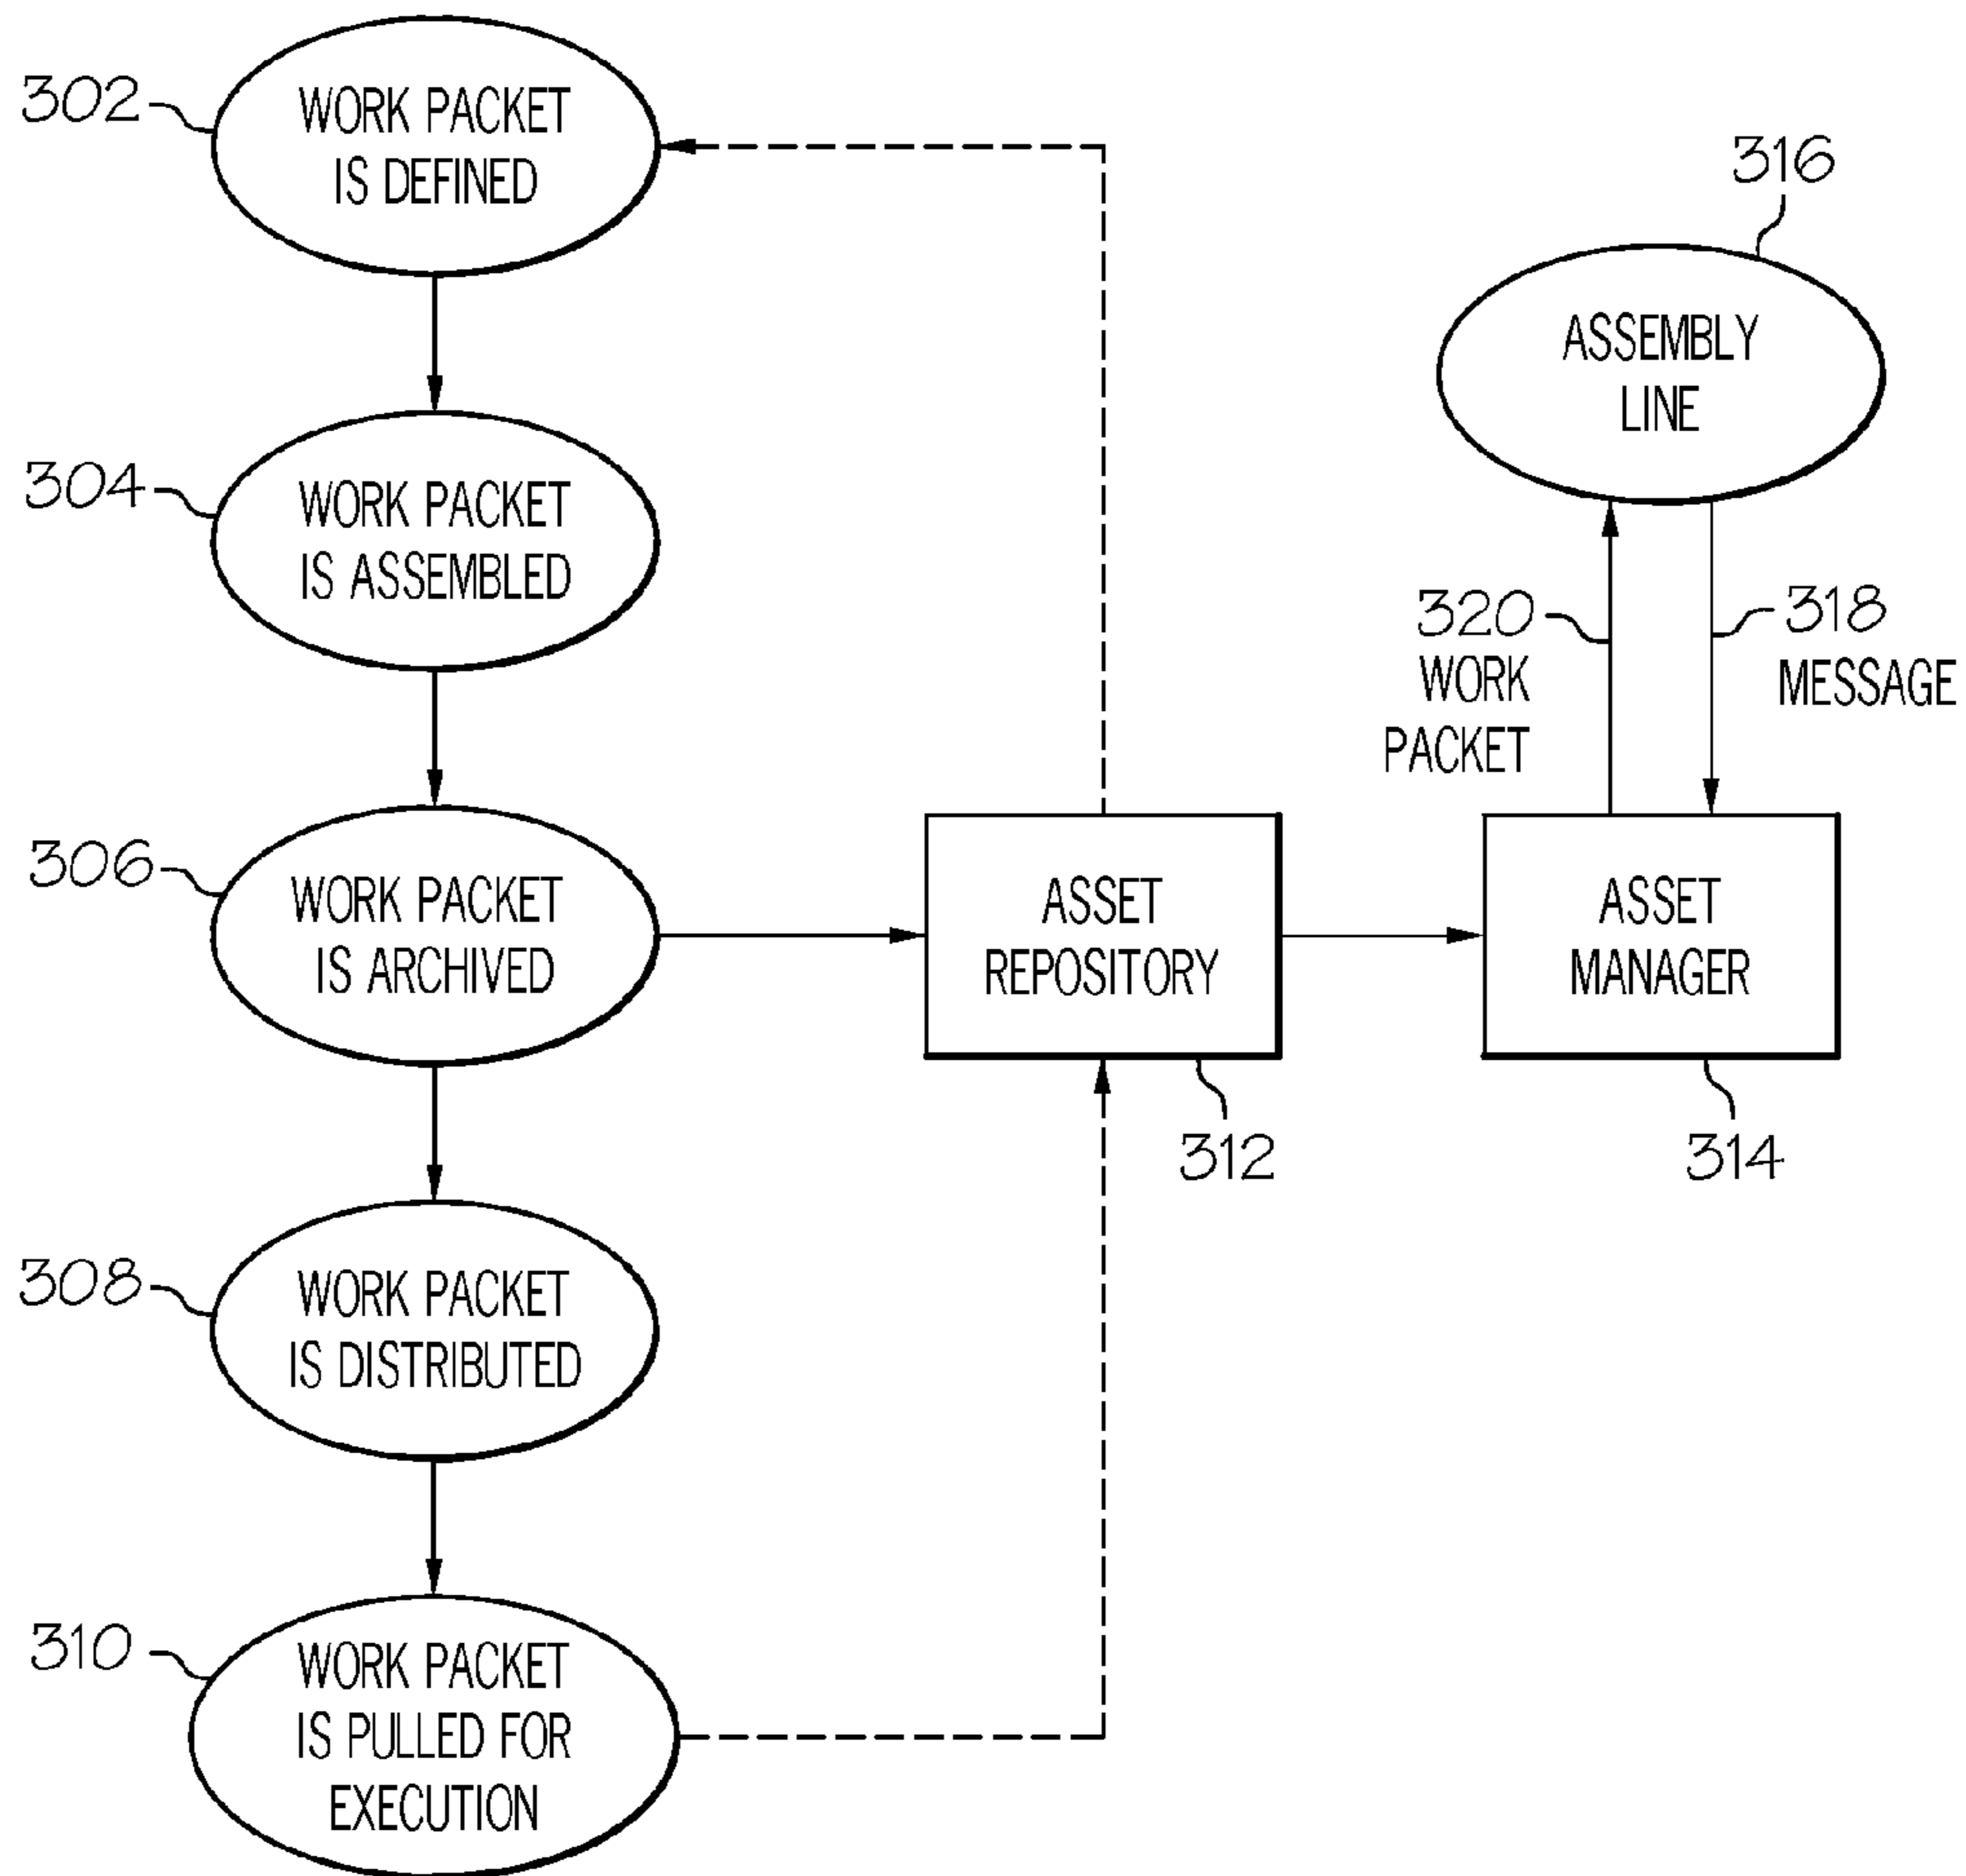 302
WORK PACKET
IS DEFINED
316
ASSEMBLY
LINE
304
WORK PACKET
IS ASSEMBLED
320
WORK
PACKET
318
MESSAGE
306
WORK PACKET
IS ARCHIVED
ASSET
REPOSITORY
312
ASSET
MANAGER
314
308
WORK PACKET
IS DISTRIBUTED
310
WORK PACKET
IS PULLED FOR
EXECUTION